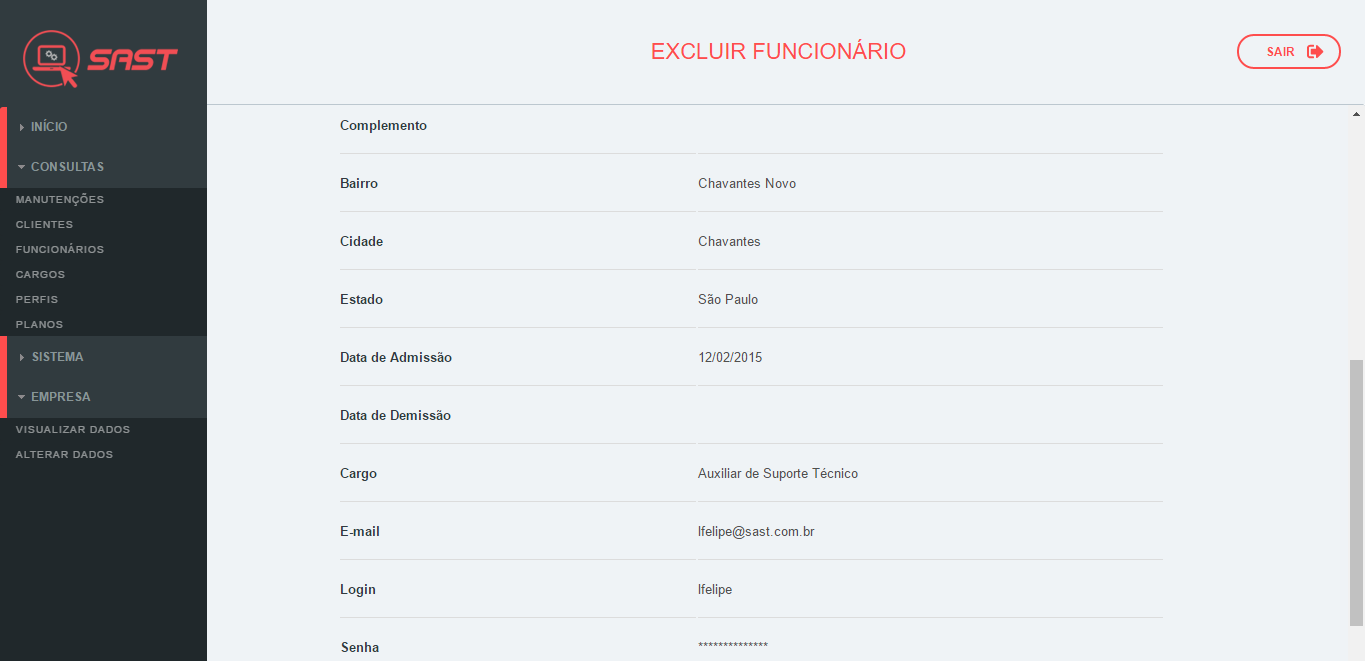 SAST
EXCLUIR FUNCIONÁRIO
SAIR
INÍCIO
CONSULTAS
MANUTENÇÕES
CLIENTES
FUNCIONÁRIOS
CARGOS
PERFIS
PLANOS
SISTEMA
EMPRESA
VISUALIZAR DADOS
ALTERAR DADOS
Complemento
Bairro Chavantes Novo
Cidade Chavantes
Estado São Paulo
Data de Admissão 12/02/2015
Data de Demissão
Cargo Auxiliar de Suporte Técnico
E-mail lfelipe@sast.com.br
Login lfelipe
Senha **************